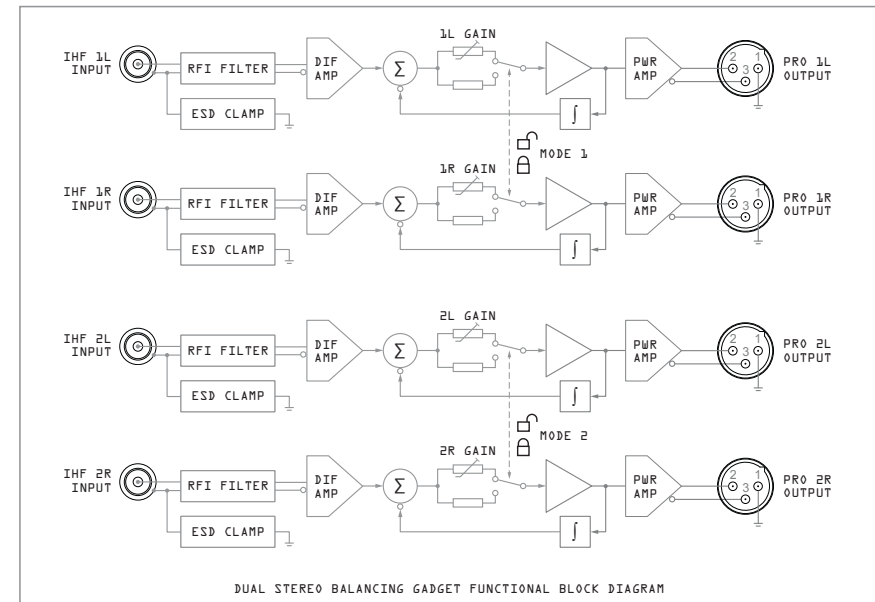 1L GAIN
IHF 1L
INPUT
RFI FILTER
DIF
AMP
Σ
PWR
AMP
2
3
1
PRO 1L
OUTPUT
ESD CLAMP
∫
MODE 1
IHF 1R
INPUT
RFI FILTER
DIF
AMP
Σ
1R GAIN
PWR
AMP
2
3
1
PRO 1R
OUTPUT
ESD CLAMP
∫
IHF 2L
INPUT
RFI FILTER
DIF
AMP
Σ
2L GAIN
PWR
AMP
2
3
1
PRO 2L
OUTPUT
ESD CLAMP
∫
MODE 2
IHF 2R
INPUT
RFI FILTER
DIF
AMP
Σ
2R GAIN
PWR
AMP
2
3
1
PRO 2R
OUTPUT
ESD CLAMP
∫
DUAL STEREO BALANCING GADGET FUNCTIONAL BLOCK DIAGRAM